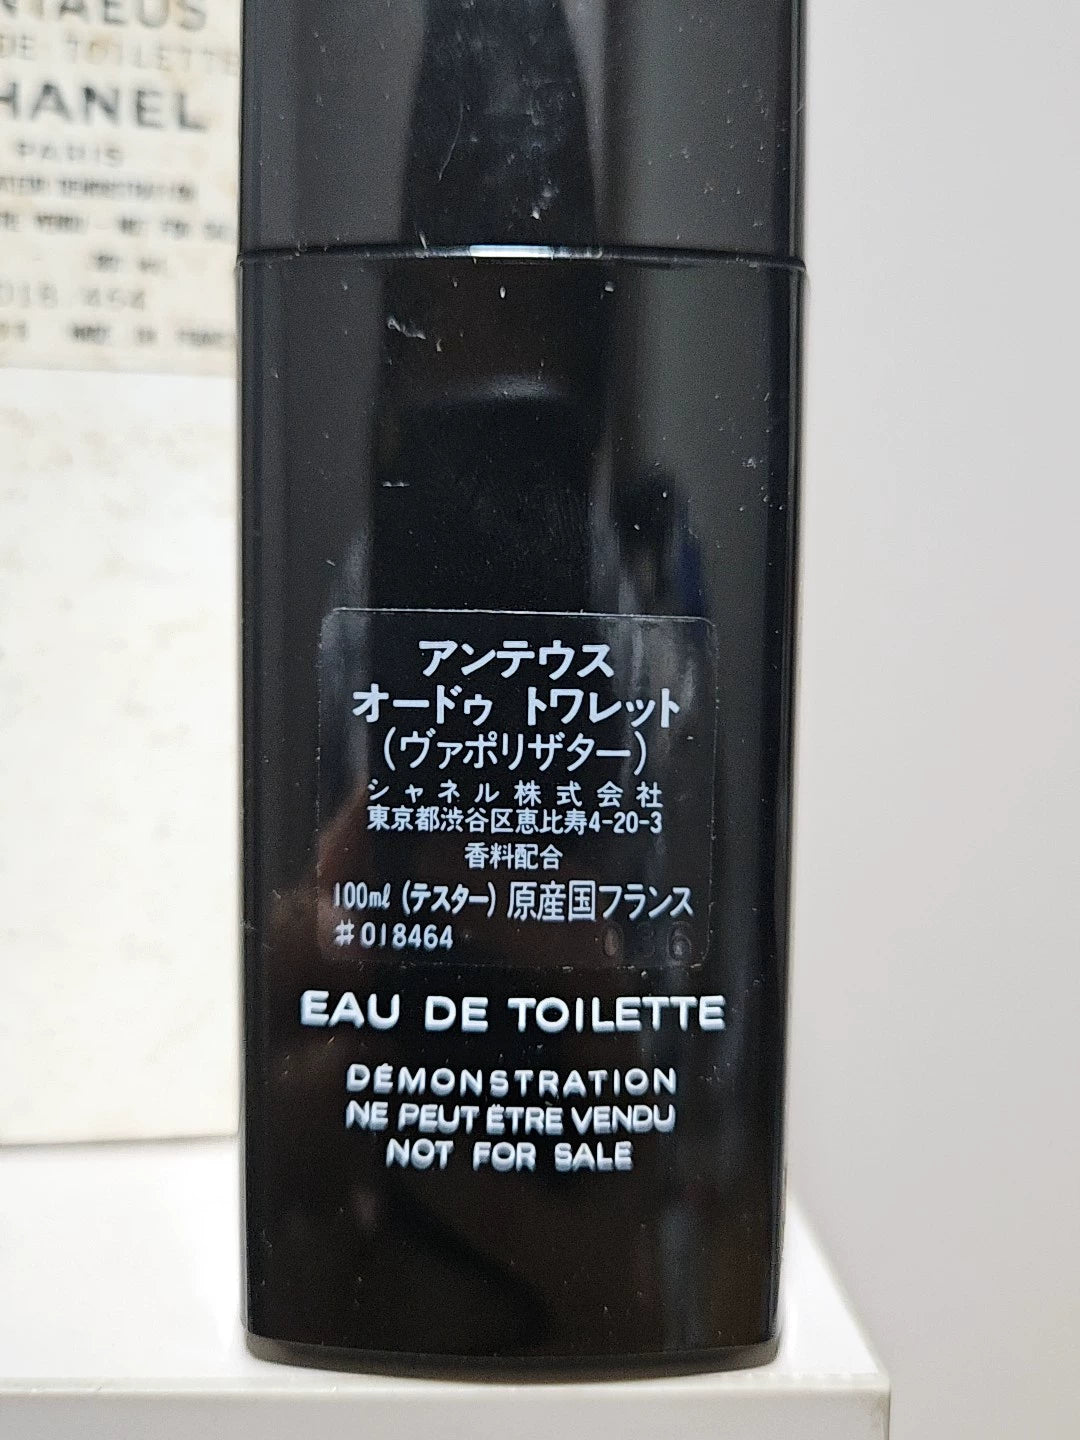 DE TOILETTE
HANEL
PARIS
アンテウス
オードゥ トワレット
(ヴァポリザター)
シャネル株式会社
東京都渋谷区恵比寿4-20-3
香料配合
100ml (テスター) 原産国フランス
#018464
EAU DE TOILETTE
DÉMONSTRATION
NE PEUT ÊTRE VENDU
NOT FOR SALE